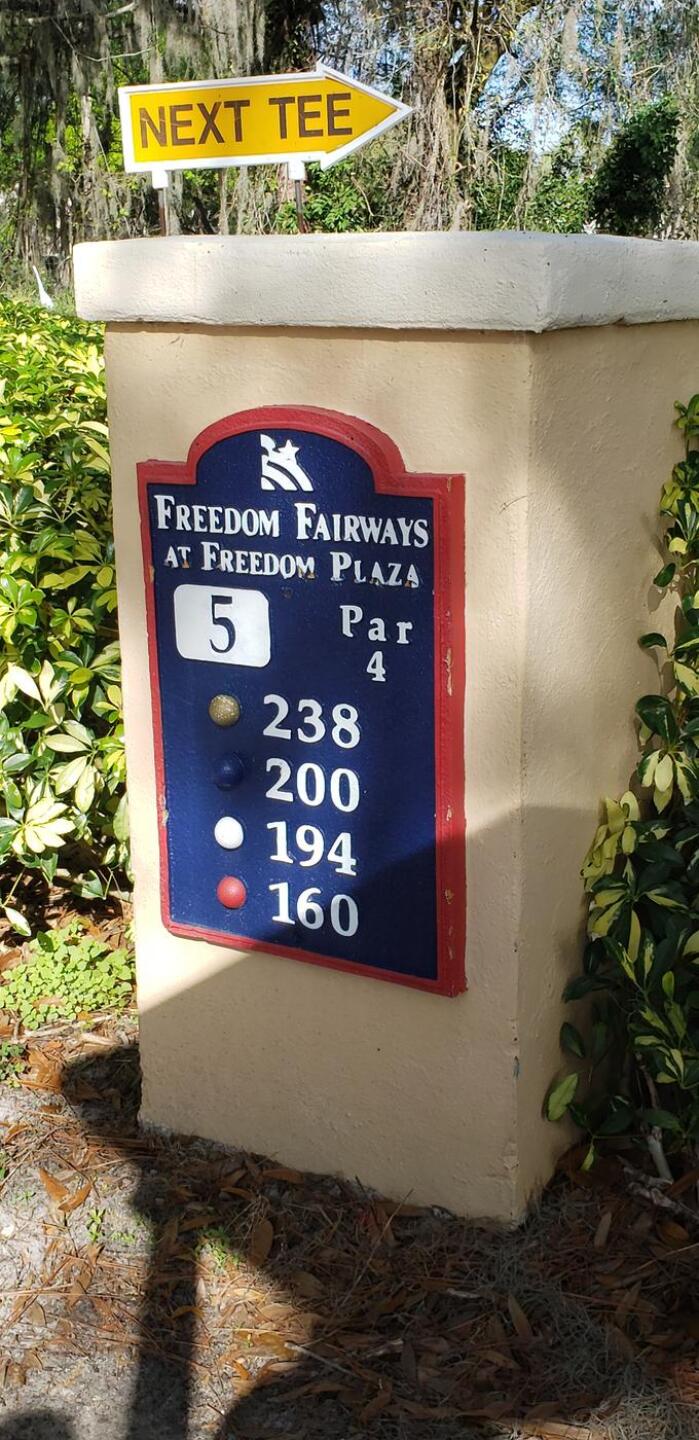 NEXT TEE
FREEDOM FAIRWAYS
AT FREEDOM PLAZA
5
Par
4
238
200
194
160